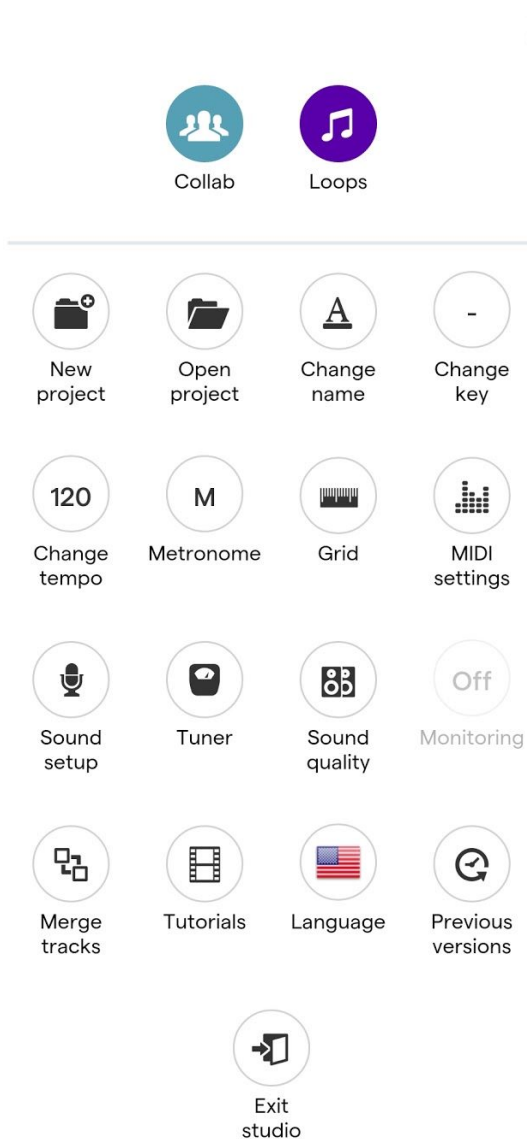 Collab Loops
New Open Change Change
project project name key
120 M -
Change Metronome Grid MIDI
tempo settings
Off
Sound Tuner Sound Monitoring
setup quality
Merge Tutorials Language Previous
tracks versions
Exit
studio